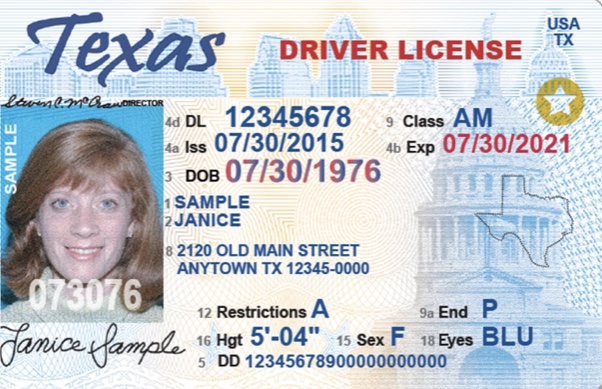 Texas
DRIVER LICENSE
USA
TX
DIRECTOR
SAMPLE
4d DL 12345678 9 Class AM
4a Iss 07/30/2015 4b Exp 07/30/2021
3 DOB 07/30/1976
1 SAMPLE
2 JANICE
8 2120 OLD MAIN STREET
ANYTOWN TX 12345-0000
073076
12 Restrictions A 9a End P
16 Hgt 5'-04" 15 Sex F 18 Eyes BLU
5 DD 12345678900000000000
Janice Sample